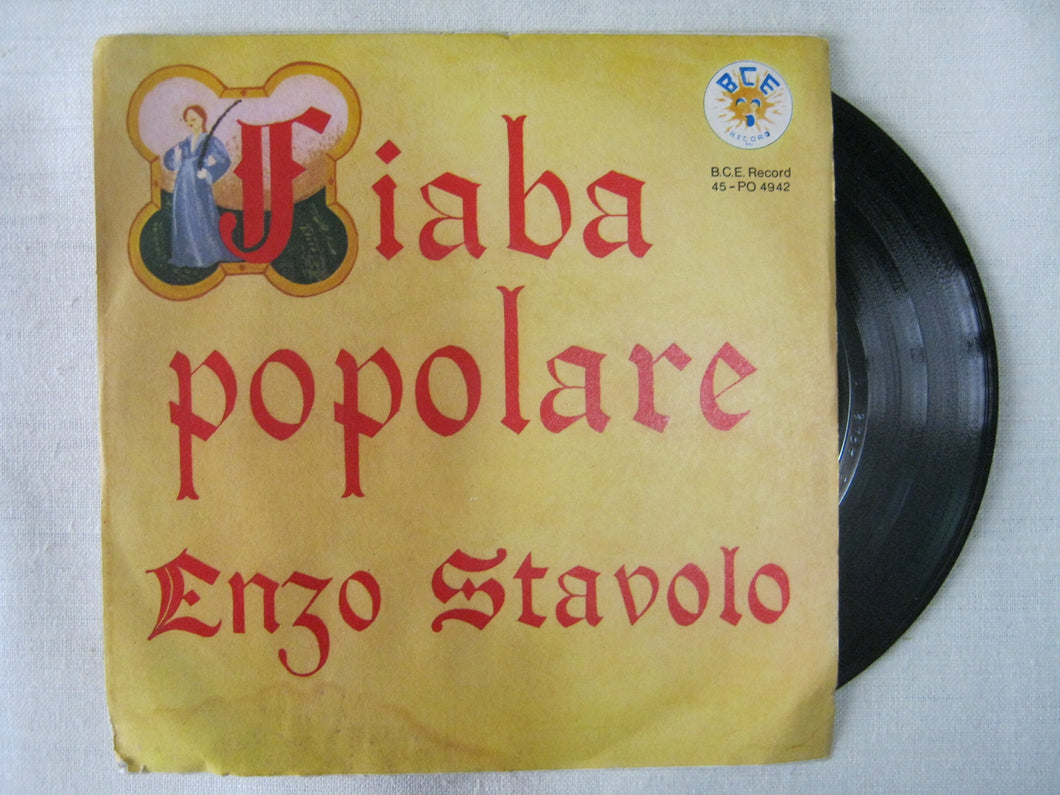 Fiaba
popolare
Enzo Stavolo
BCE
RECORD
B.C.E. Record
45-PO 4942